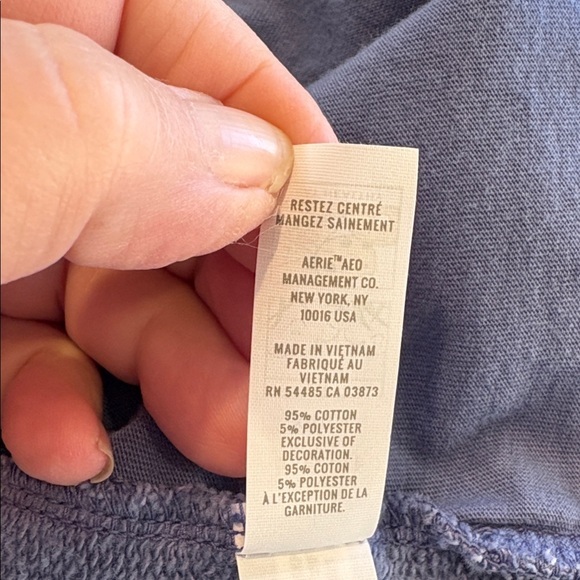 RESTEZ CENTRÉ
MANGEZ SAINEMENT
AERIE™AEO
MANAGEMENT CO.
NEW YORK, NY
10016 USA
MADE IN VIETNAM
FABRIQUÉ AU
VIETNAM
RN 54485 CA 03873
95% COTTON
5% POLYESTER
EXCLUSIVE OF
DECORATION.
95% COTON
5% POLYESTER
À L'EXCEPTION DE LA
GARNITURE.